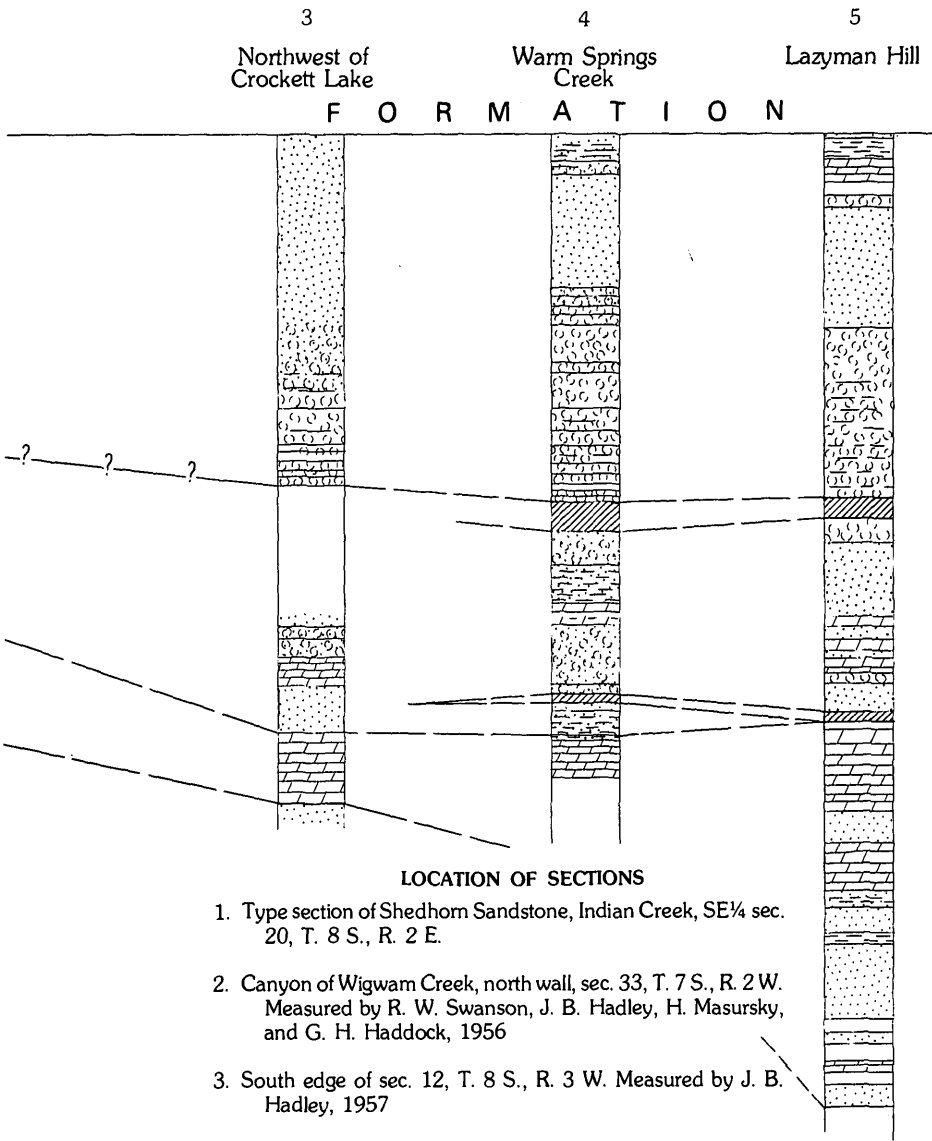 3
Northwest of
Crockett Lake
4
Warm Springs
Creek
5
Lazyman Hill
F O R M A T I O N
? ? ?
LOCATION OF SECTIONS
1. Type section of Shedhorn Sandstone, Indian Creek, SE¼ sec.
20, T. 8 S., R. 2 E.
2. Canyon of Wigwam Creek, north wall, sec. 33, T. 7 S., R. 2 W.
Measured by R. W. Swanson, J. B. Hadley, H. Masursky,
and G. H. Haddock, 1956
3. South edge of sec. 12, T. 8 S., R. 3 W. Measured by J. B.
Hadley, 1957